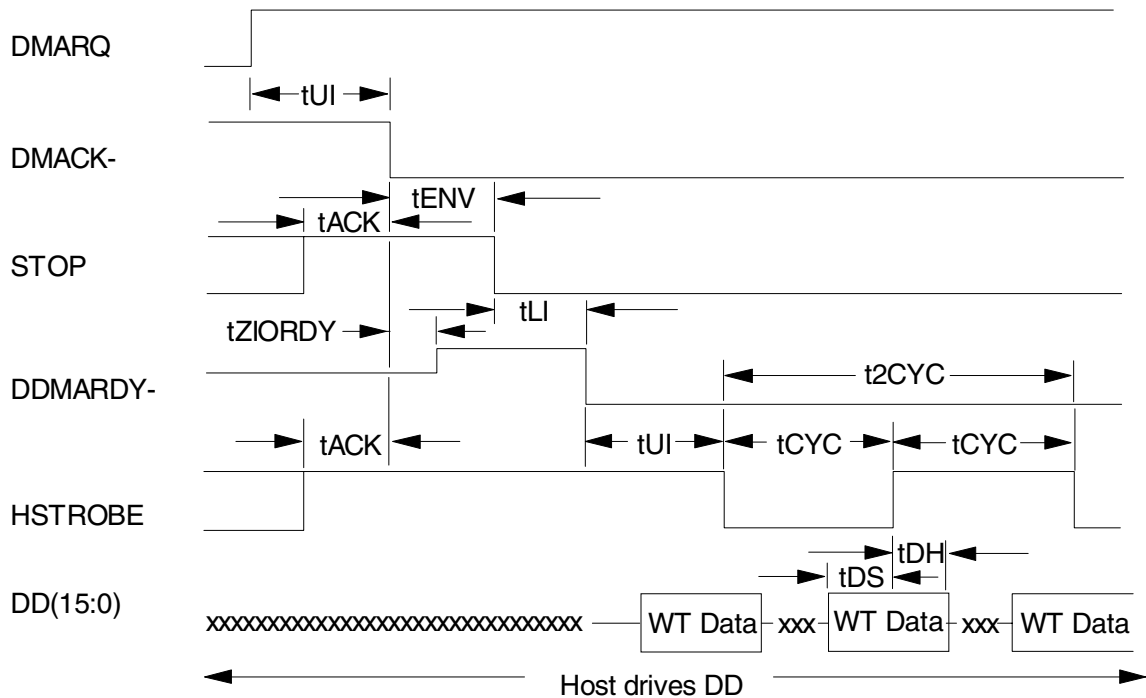 DMARQ
tUI
DMACK-
tENV
tACK
STOP
tLI
tZIORDY
t2CYC
DDMARDY-
tACK
tUI
tCYC
tCYC
HSTROBE
tDH
tDS
DD(15:0)
xxxxxxxxxxxxxxxxxxxxxxxxxxxxxxxx WT Data xxx WT Data xxx WT Data
Host drives DD